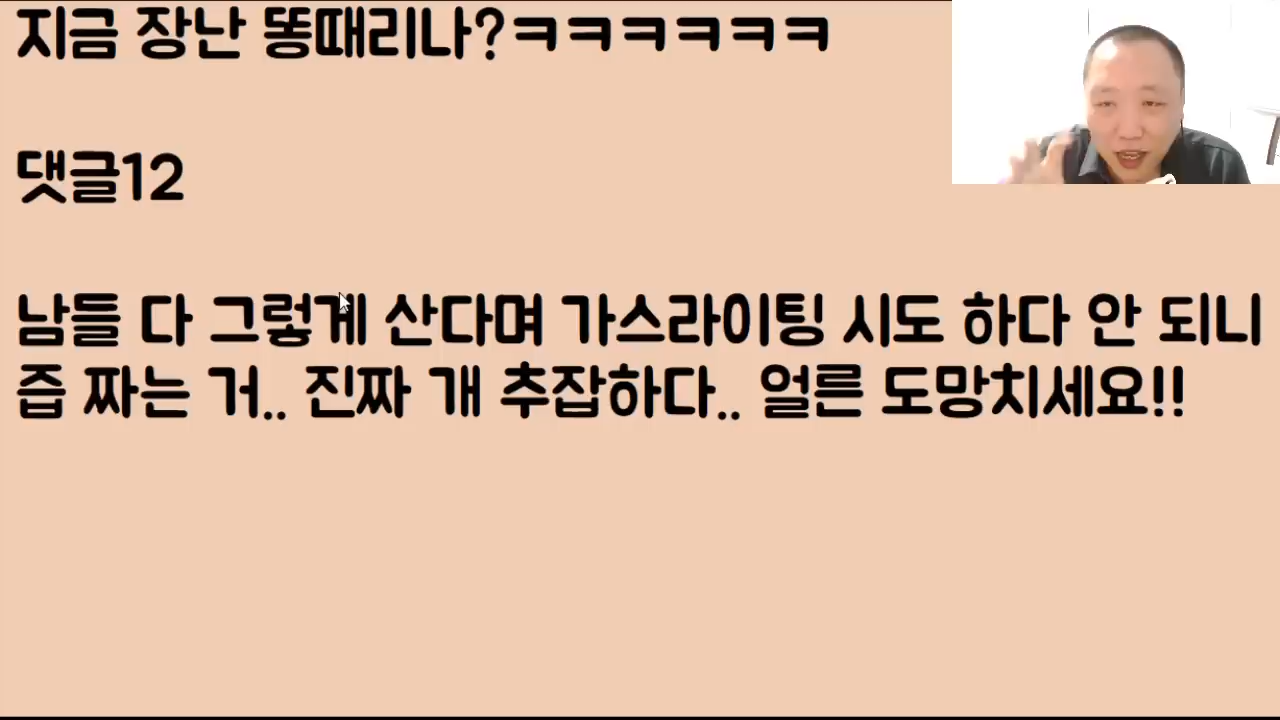 지금 장난 똥때리나?ㅋㅋㅋㅋㅋㅋ
댓글12
남들 다 그렇게 산다며 가스라이팅 시도 하다 안 되니
즙 짜는 거.. 진짜 개 추잡하다.. 얼른 도망치세요!!